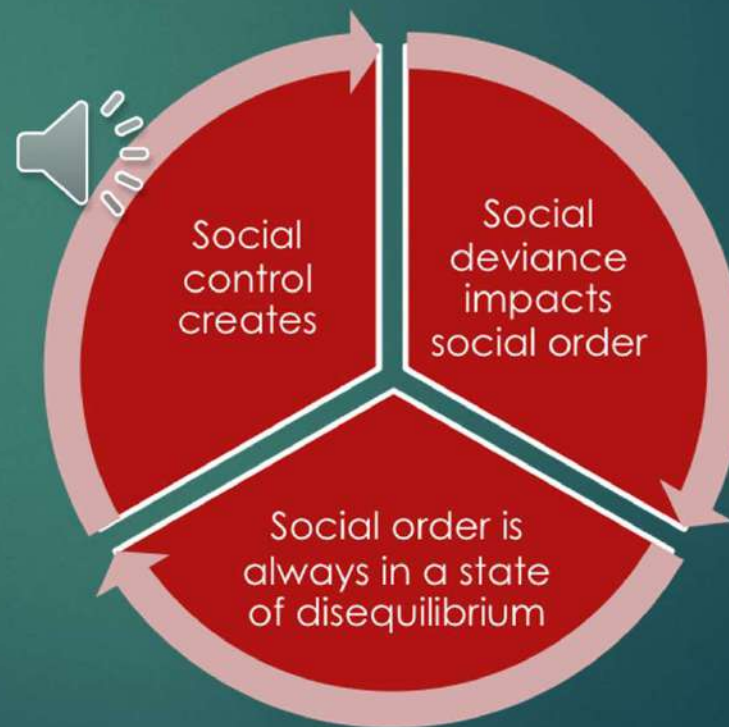 Social
control
creates
Social
deviance
impacts
social order
Social order is
always in a state
of disequilibrium